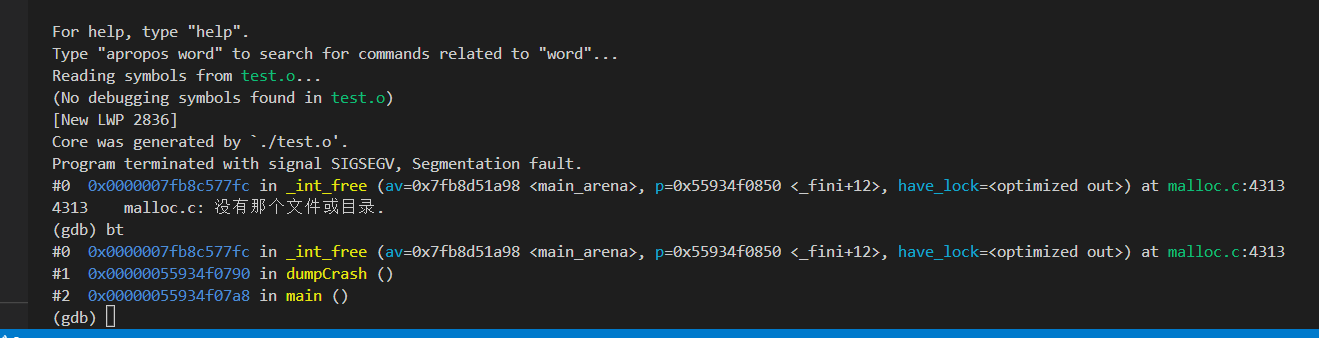 For help, type "help".
Type "apropos word" to search for commands related to "word"...
Reading symbols from test.o...
(No debugging symbols found in test.o)
[New LWP 2836]
Core was generated by `./test.o'.
Program terminated with signal SIGSEGV, Segmentation fault.
#0  0x0000007fb8c577fc in _int_free (av=0x7fb8d51a98 <main_arena>, p=0x55934f0850 <_fini+12>, have_lock=<optimized out>) at malloc.c:4313
4313    malloc.c: 没有那个文件或目录.
(gdb) bt
#0  0x0000007fb8c577fc in _int_free (av=0x7fb8d51a98 <main_arena>, p=0x55934f0850 <_fini+12>, have_lock=<optimized out>) at malloc.c:4313
#1  0x00000055934f0790 in dumpCrash ()
#2  0x00000055934f07a8 in main ()
(gdb)